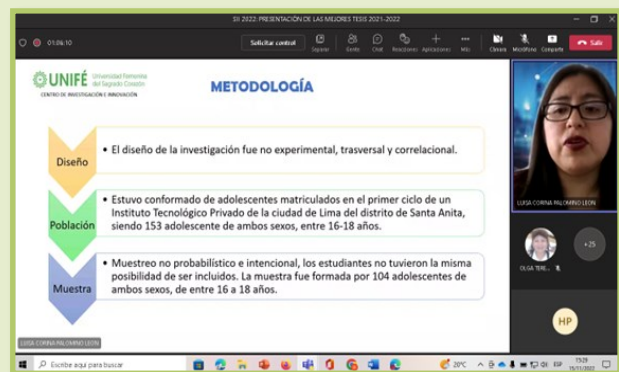 SII 2022: PRESENTACIÓN DE LAS MEJORES TESIS 2021-2022
01:06:10
Solicitar control
Separar
Gente
Chat
Reacciones
Aplicaciones
Más
Cámara
Micrófono
Compartir
Salir
UNIFÉ
Universidad Femenina
del Sagrado Corazón
CENTRO DE INVESTIGACIÓN E INNOVACIÓN
METODOLOGÍA
Diseño
• El diseño de la investigación fue no experimental, trasversal y correlacional.
Población
• Estuvo conformado de adolescentes matriculados en el primer ciclo de un
Instituto Tecnológico Privado de la ciudad de Lima del distrito de Santa Anita,
siendo 153 adolescente de ambos sexos, entre 16-18 años.
Muestra
• Muestreo no probabilístico e intencional, los estudiantes no tuvieron la misma
posibilidad de ser incluidos. La muestra fue formada por 104 adolescentes de
ambos sexos, de entre 16 a 18 años.
LUISA CORINA PALOMINO LEON
LUISA CORINA PALOMINO LEON
OLGA TERE...
+25
HP
Escribe aquí para buscar
20°C
ESP
15:29
15/11/2022